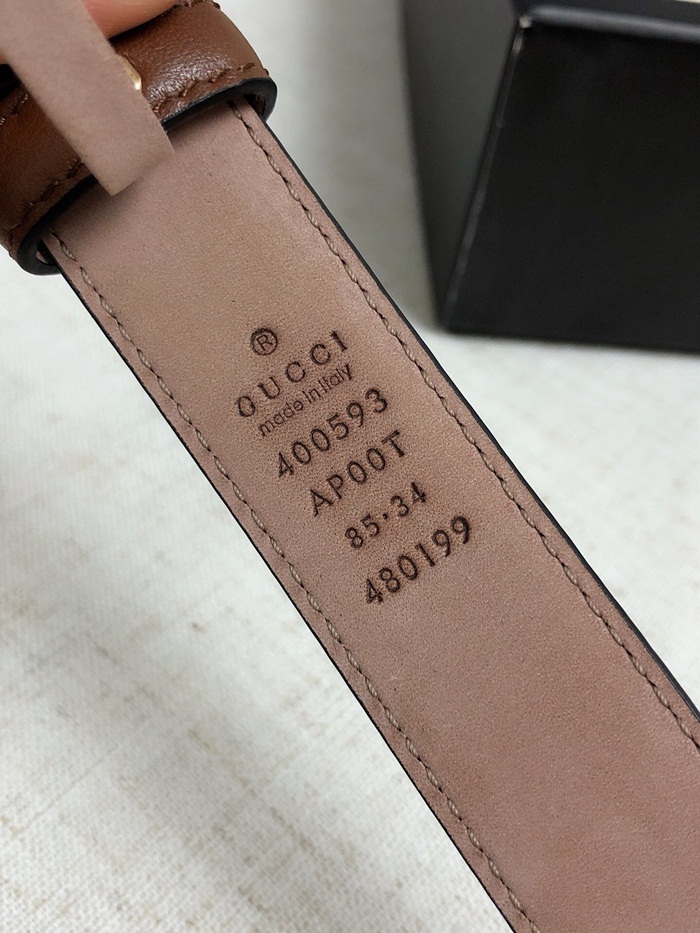 ®
GUCCI
made in italy
400593
AP00T
85·34
480199